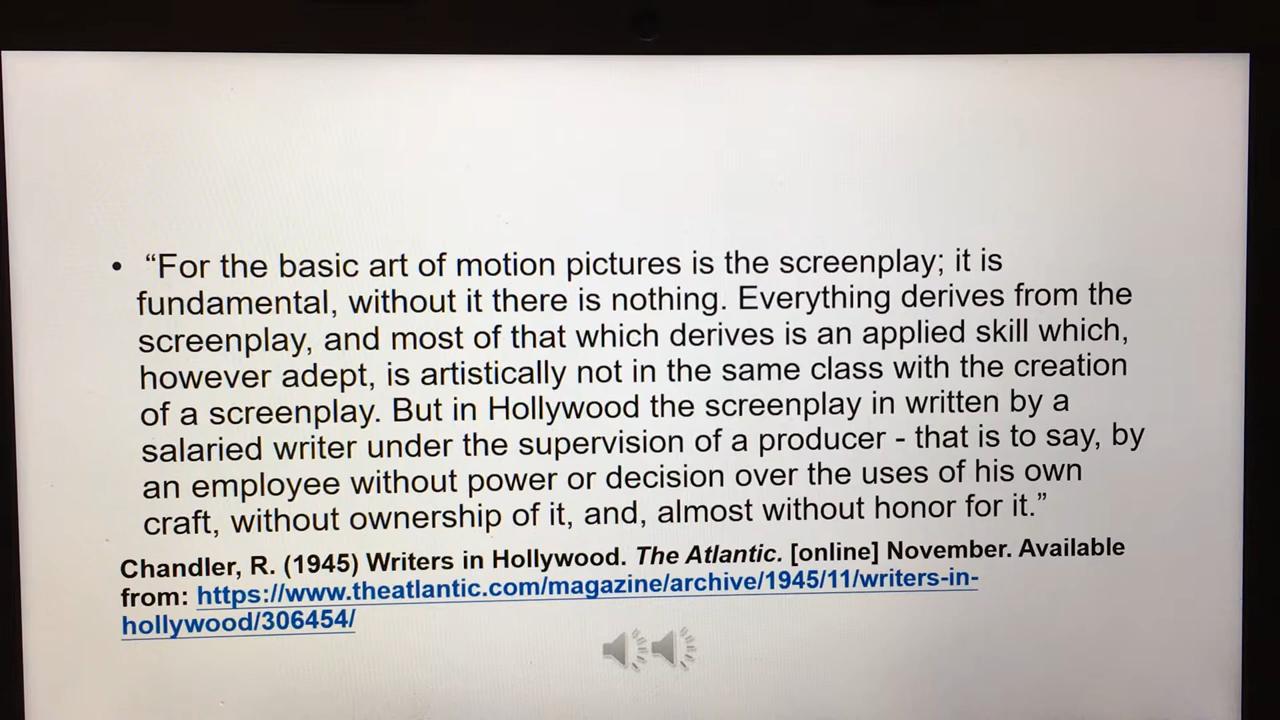 • “For the basic art of motion pictures is the screenplay; it is
fundamental, without it there is nothing. Everything derives from the
screenplay, and most of that which derives is an applied skill which,
however adept, is artistically not in the same class with the creation
of a screenplay. But in Hollywood the screenplay in written by a
salaried writer under the supervision of a producer - that is to say, by
an employee without power or decision over the uses of his own
craft, without ownership of it, and, almost without honor for it.”
Chandler, R. (1945) Writers in Hollywood. The Atlantic. [online] November. Available
from: https://www.theatlantic.com/magazine/archive/1945/11/writers-in-
hollywood/306454/